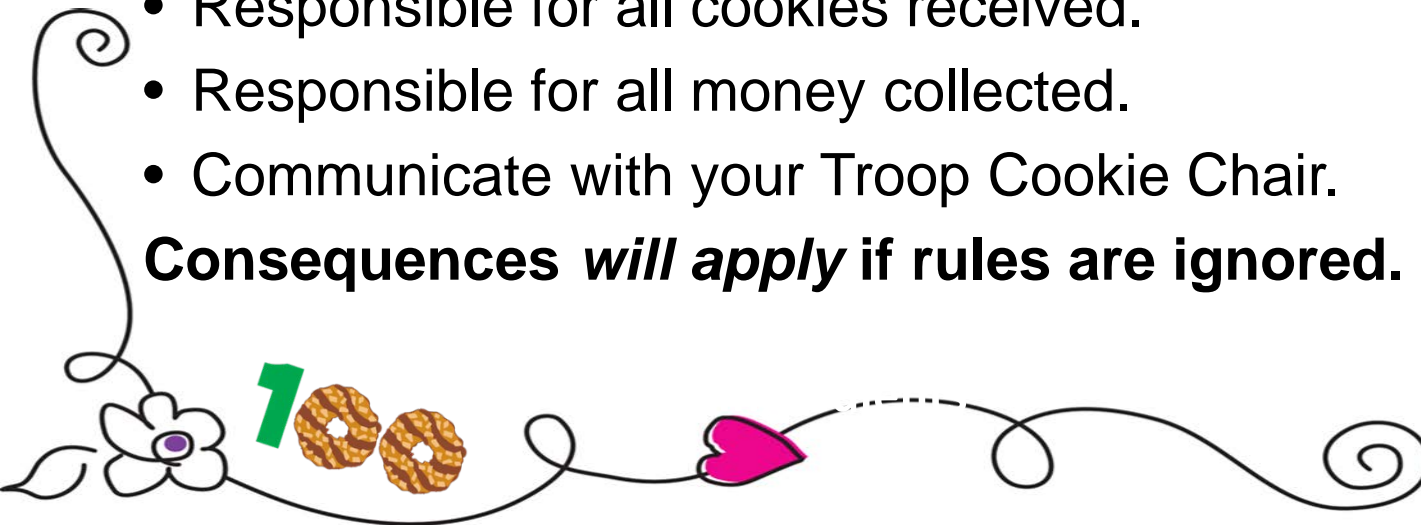 • Responsible for all cookies received.
• Responsible for all money collected.
• Communicate with your Troop Cookie Chair.
Consequences will apply if rules are ignored.
100